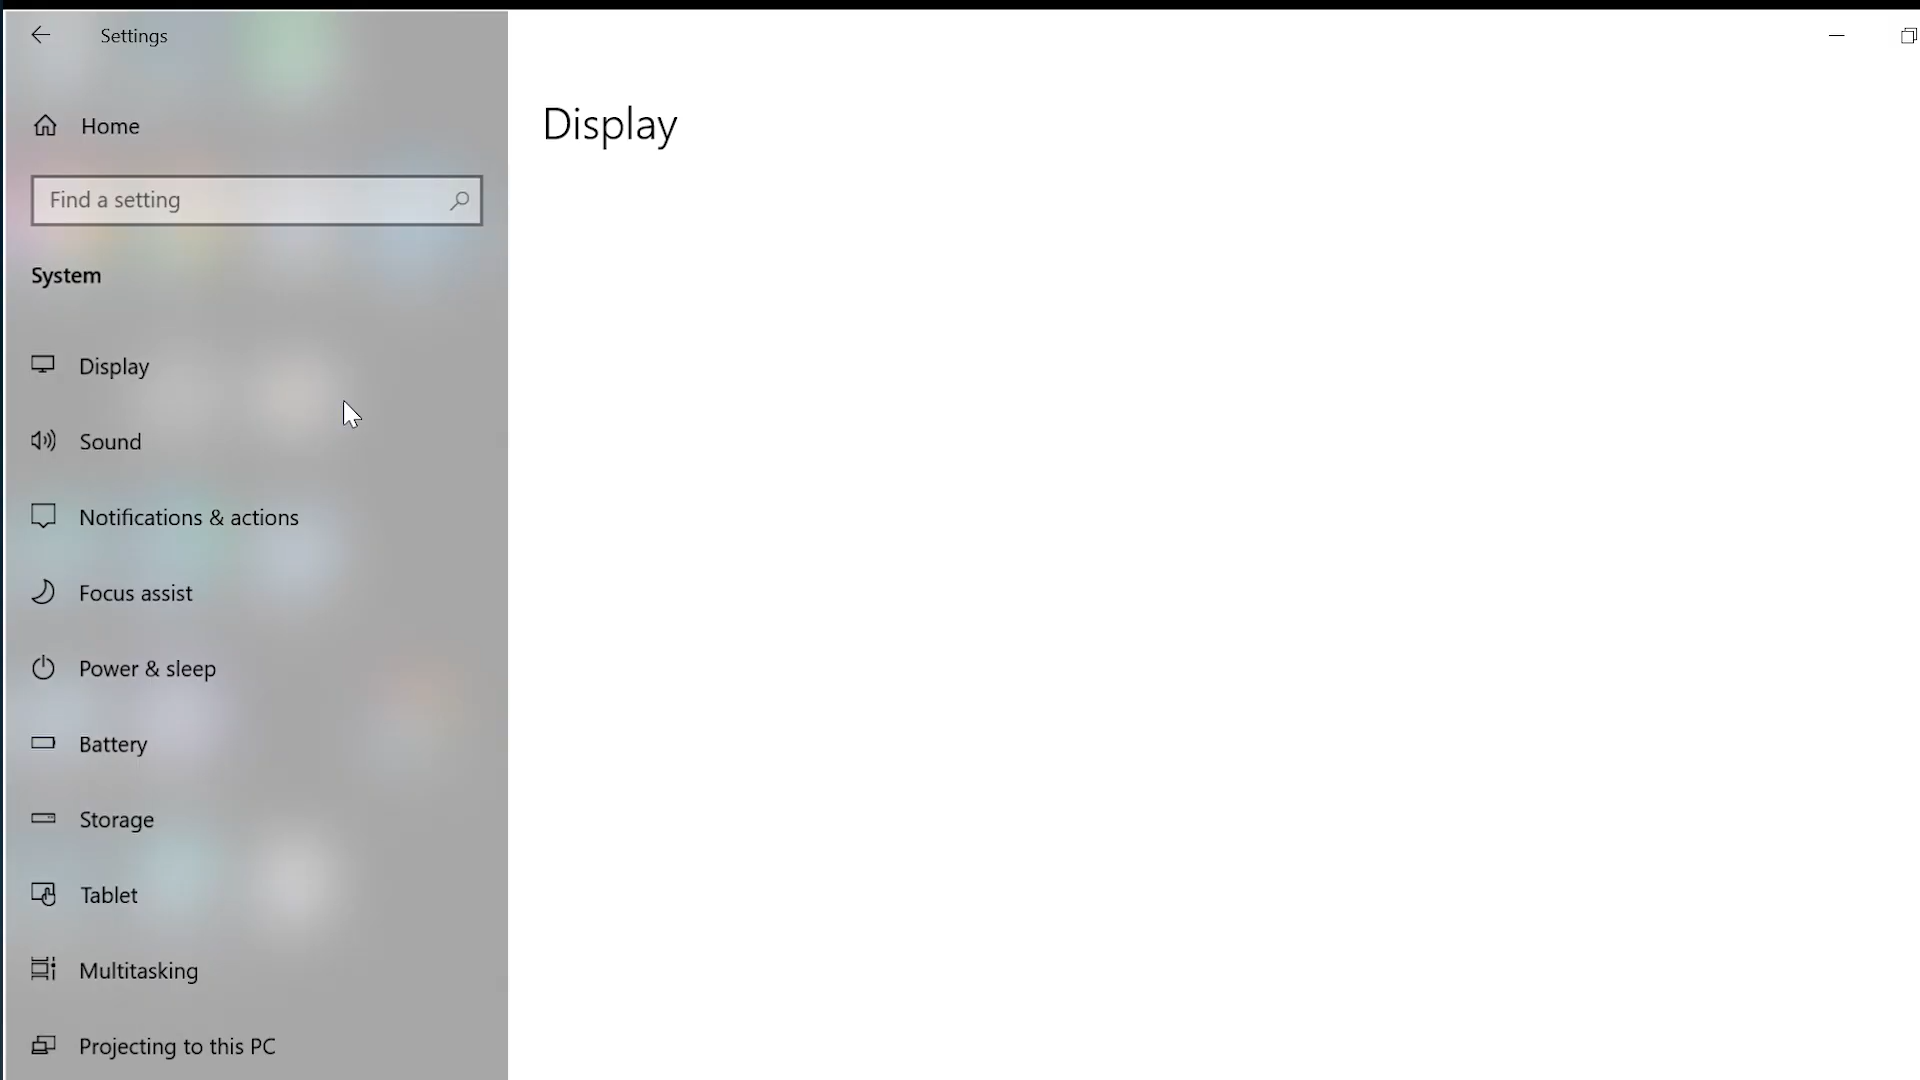 Settings
Home
Find a setting
System
Display
Sound
Notifications & actions
Focus assist
Power & sleep
Battery
Storage
Tablet
Multitasking
Projecting to this PC
Display